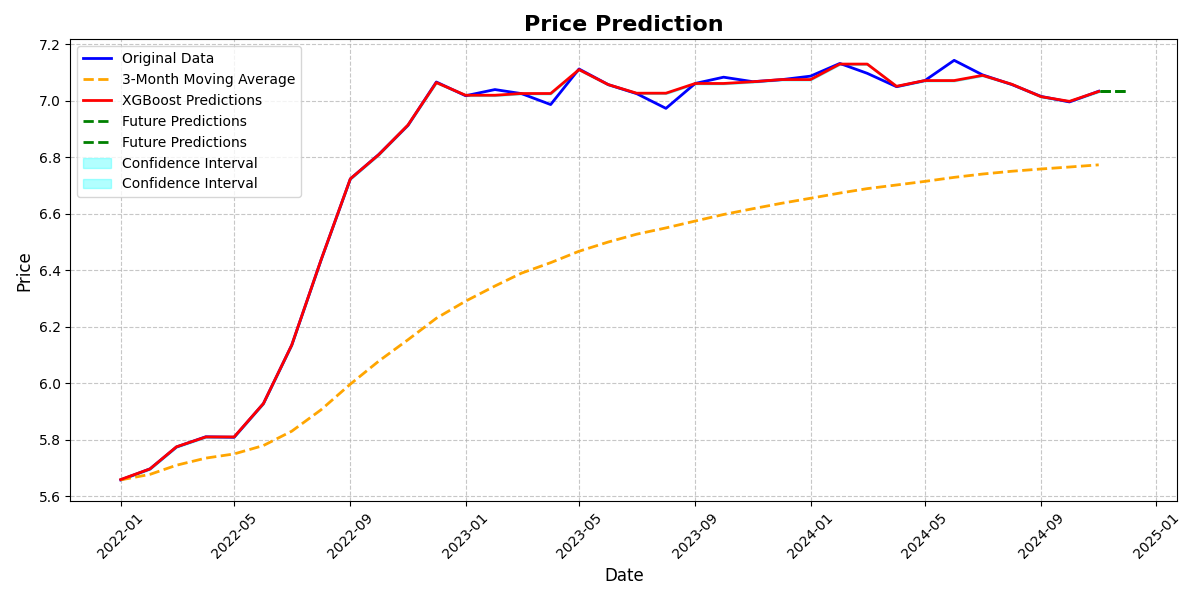 Price Prediction
Original Data
3-Month Moving Average
XGBoost Predictions
Future Predictions
Future Predictions
Confidence Interval
Confidence Interval
Price
7.2
7.0
6.8
6.6
6.4
6.2
6.0
5.8
5.6
2022-01
2022-05
2022-09
2023-01
2023-05
2023-09
2024-01
2024-05
2024-09
2025-01
Date